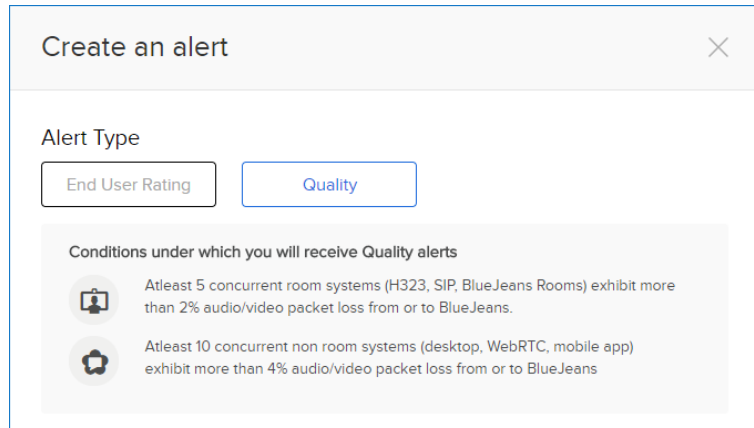 Create an alert
Alert Type
End User Rating
Quality
Conditions under which you will receive Quality alerts
Atleast 5 concurrent room systems (H323, SIP, BlueJeans Rooms) exhibit more
than 2% audio/video packet loss from or to BlueJeans.
Atleast 10 concurrent non room systems (desktop, WebRTC, mobile app)
exhibit more than 4% audio/video packet loss from or to BlueJeans